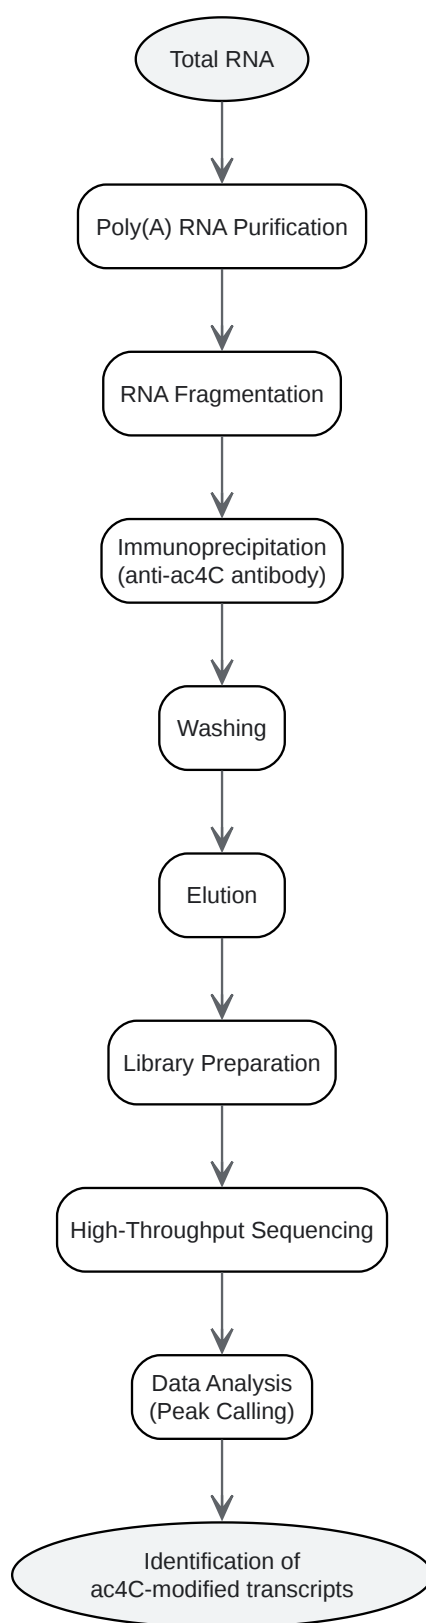 Total RNA
Poly(A) RNA Purification
RNA Fragmentation
Immunoprecipitation
(anti-ac4C antibody)
Washing
Elution
Library Preparation
High-Throughput Sequencing
Data Analysis
(Peak Calling)
Identification of
ac4C-modified transcripts